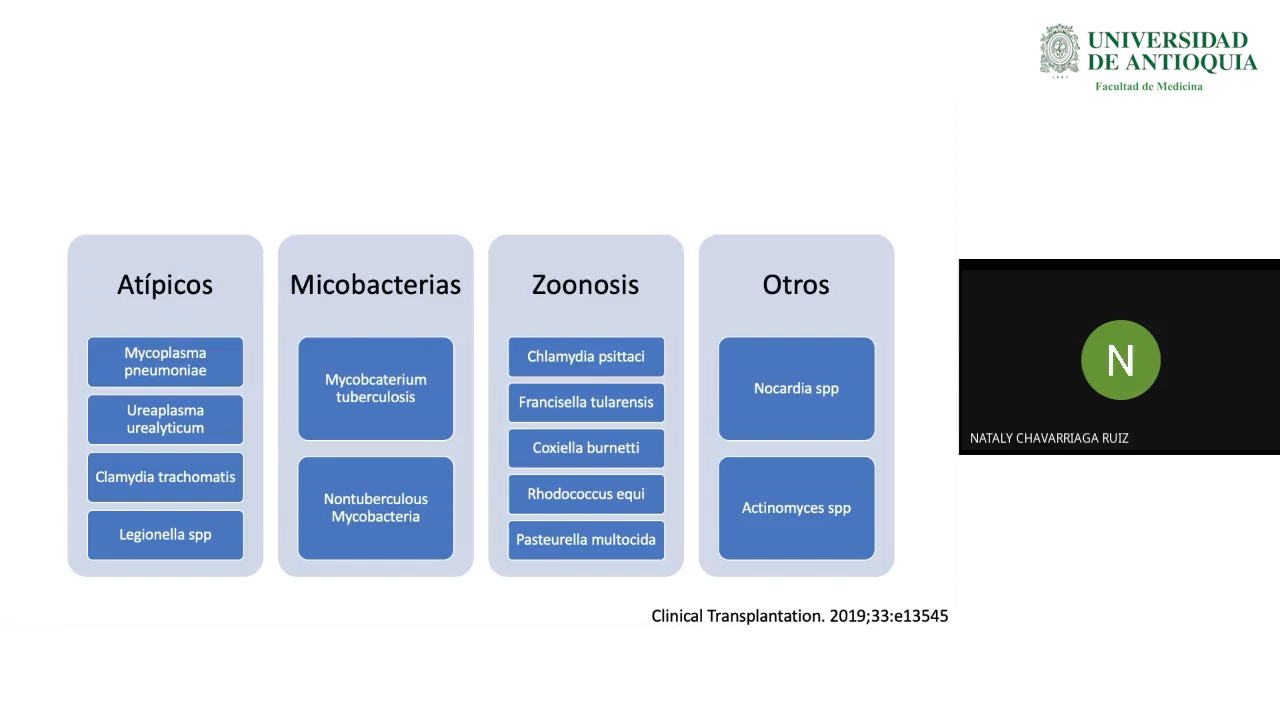 UNIVERSIDAD
DE ANTIOQUIA
Facultad de Medicina
Atípicos
Mycoplasma
pneumoniae
Ureaplasma
urealyticum
Clamydia trachomatis
Legionella spp
Micobacterias
Mycobcaterium
tuberculosis
Nontuberculous
Mycobacteria
Zoonosis
Chlamydia psittaci
Francisella tularensis
Coxiella burnetti
Rhodococcus equi
Pasteurella multocida
Otros
Nocardia spp
Actinomyces spp
Clinical Transplantation. 2019;33:e13545
N
NATALY CHAVARRIAGA RUIZ